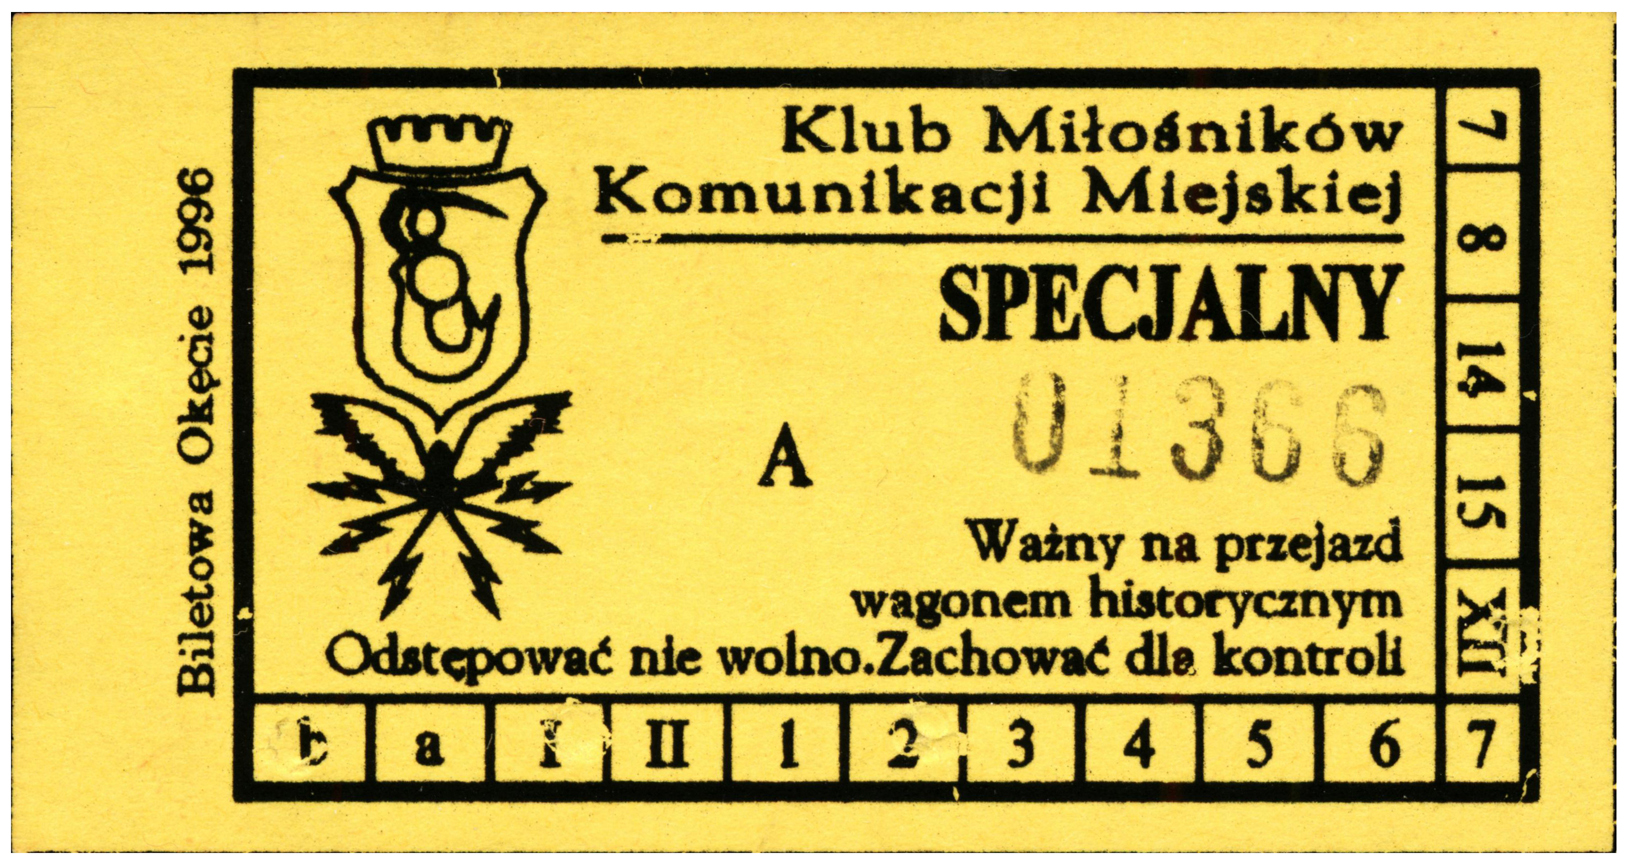 Klub Miłośników
Komunikacji Miejskiej
SPECJALNY
01366
A
Ważny na przejazd
wagonem historycznym
Odstępować nie wolno.Zachować dla kontroli
b a I II 1 2 3 4 5 6 7
7
8
14
15
XII
Biletowa Okęcie 1996